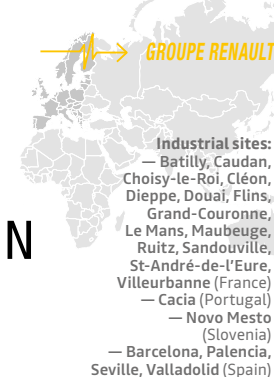 GROUPE RENAULT
Industrial sites:
— Batilly, Caudan,
Choisy-le-Roi, Cléon,
Dieppe, Douai, Flins,
Grand-Couronne,
Le Mans, Maubeuge,
Ruitz, Sandouville,
St-André-de-l'Eure,
Villeurbanne (France)
— Cacia (Portugal)
— Novo Mesto
(Slovenia)
— Barcelona, Palencia,
Seville, Valladolid (Spain)
N